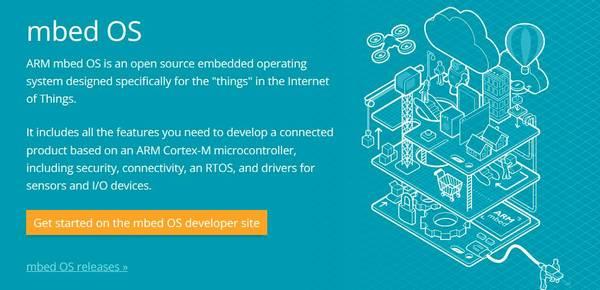 mbed OS
ARM mbed OS is an open source embedded operating
system designed specifically for the "things" in the Internet
of Things.
It includes all the features you need to develop a connected
product based on an ARM Cortex-M microcontroller,
including security, connectivity, an RTOS, and drivers for
sensors and I/O devices.
Get started on the mbed OS developer site
mbed OS releases »
ARM
mbed